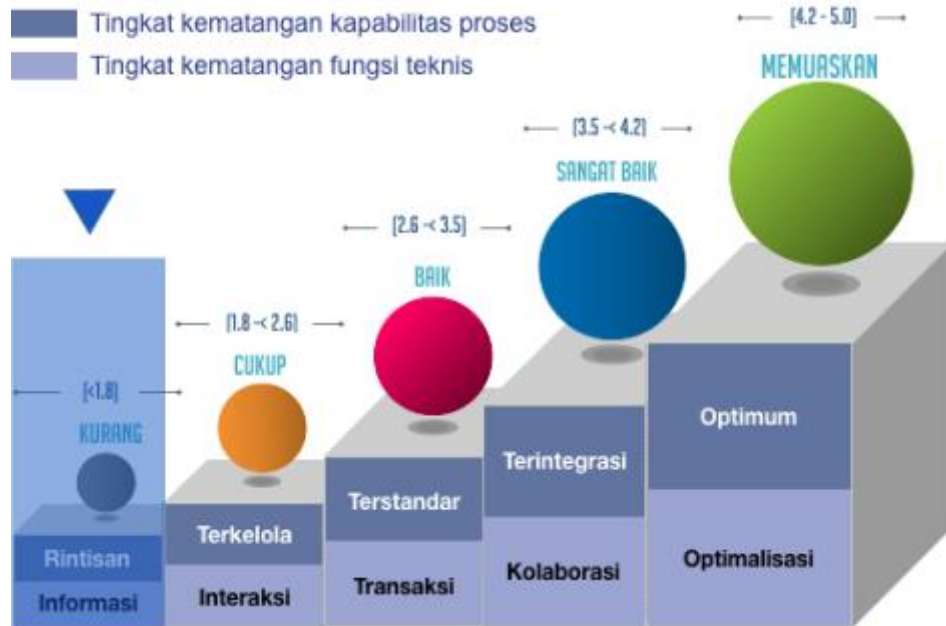 Tingkat kematangan kapabilitas proses
Tingkat kematangan fungsi teknis
[4.2 - 5.0]
MEMUASKAN
[3.5 -< 4.2]
SANGAT BAIK
[2.6 -< 3.5]
BAIK
[1.8 -< 2.6]
CUKUP
[<1.8]
KURANG
Rintisan
Informasi
Terkelola
Interaksi
Terstandar
Transaksi
Terintegrasi
Kolaborasi
Optimum
Optimalisasi